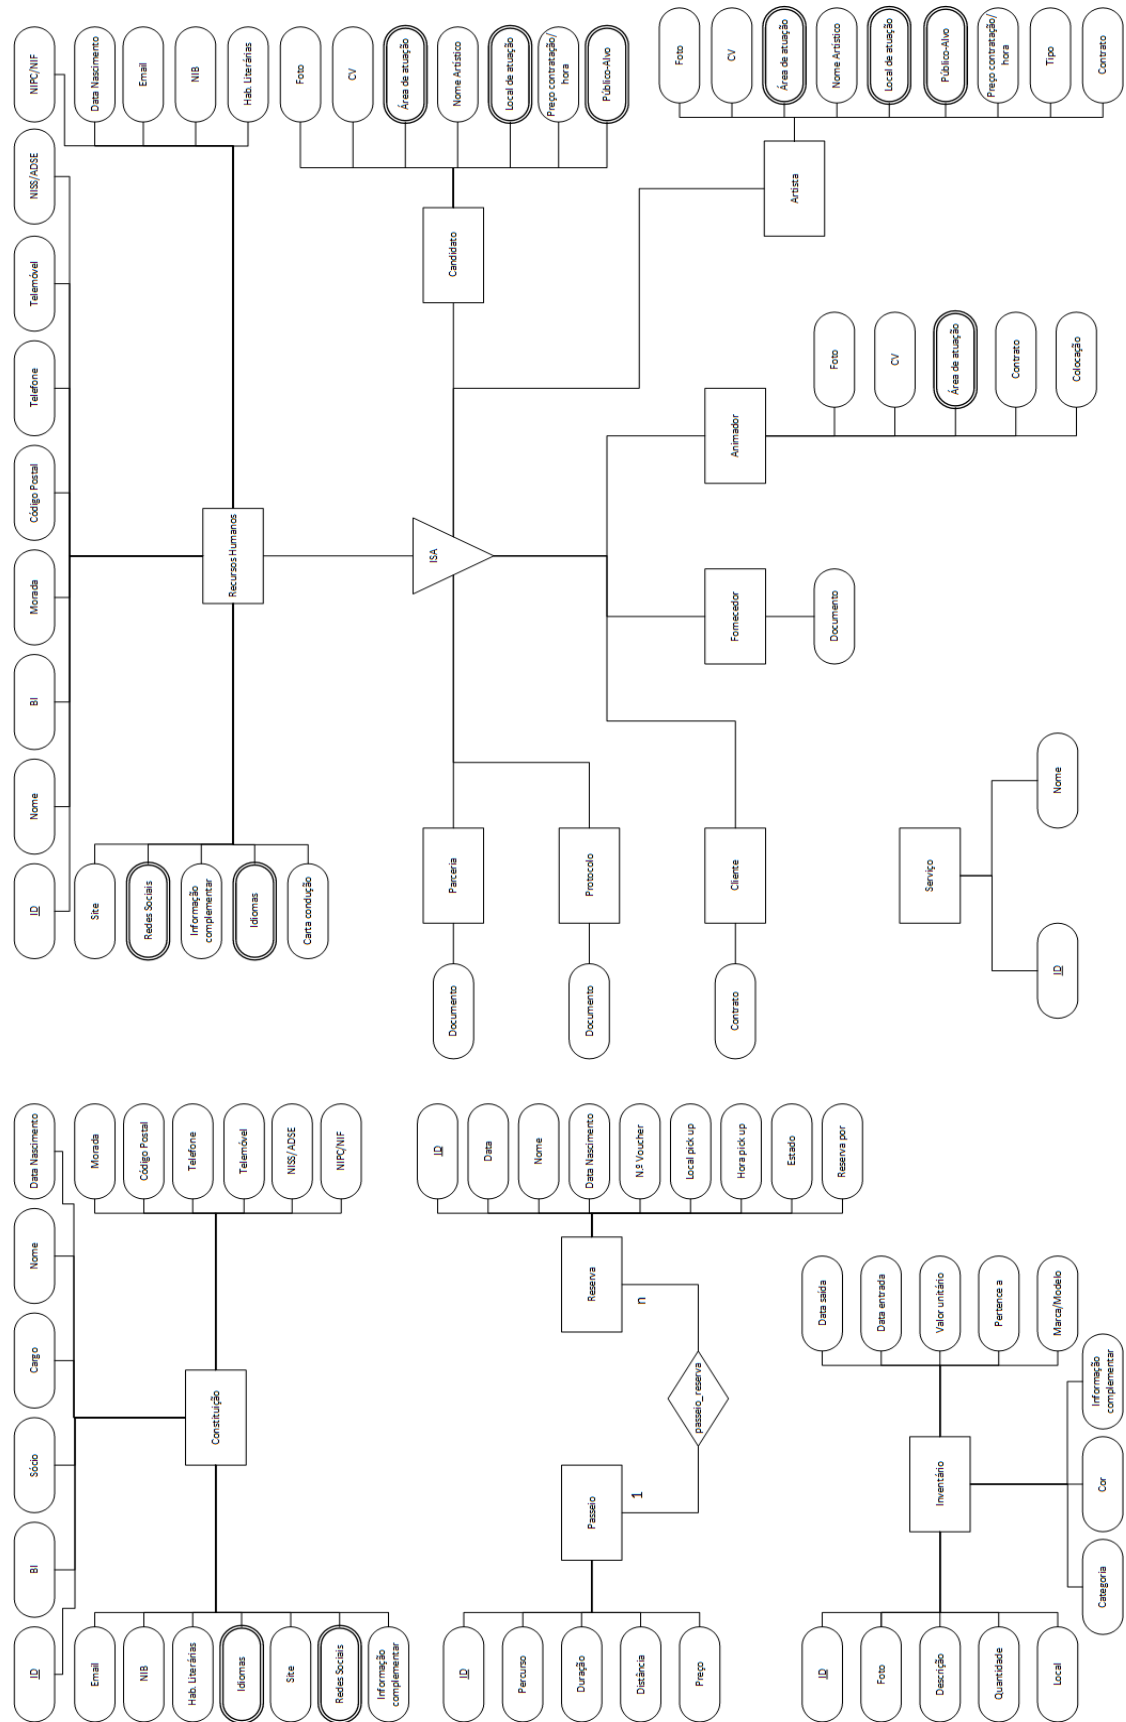 ID
BI
Sócio
Cargo
Nome
Data Nascimento
Email
NIB
Hab. Literárias
Idiomas
Site
Redes Sociais
Informação
complementar
Constituição
Morada
Código Postal
Telefone
Telemóvel
NISS/ADSE
NIPC/NIF
ID
Percurso
Duração
Distância
Preço
Passeio
1
passeio_reserva
n
Reserva
ID
Data
Nome
Data Nascimento
N.º Voucher
Local pick up
Hora pick up
Estado
Reserva por
ID
Foto
Descrição
Quantidade
Local
Inventário
Data saída
Data entrada
Valor unitário
Pertence a
Marca/Modelo
Categoria
Cor
Informação
complementar
ID
Nome
BI
Morada
Código Postal
Telefone
Telemóvel
NISS/ADSE
NIPC/NIF
Data Nascimento
Email
NIB
Hab. Literárias
Site
Redes Sociais
Informação
complementar
Idiomas
Carta condução
Recursos Humanos
ISA
Foto
CV
Área de atuação
Nome Artístico
Local de atuação
Preço contratação/
hora
Público-Alvo
Candidato
Parceria
Documento
Protocolo
Documento
Cliente
Contrato
Fornecedor
Documento
Animador
Foto
CV
Área de atuação
Contrato
Colocação
Artista
Foto
CV
Área de atuação
Nome Artístico
Local de atuação
Público-Alvo
Preço contratação/
hora
Tipo
Contrato
Serviço
ID
Nome